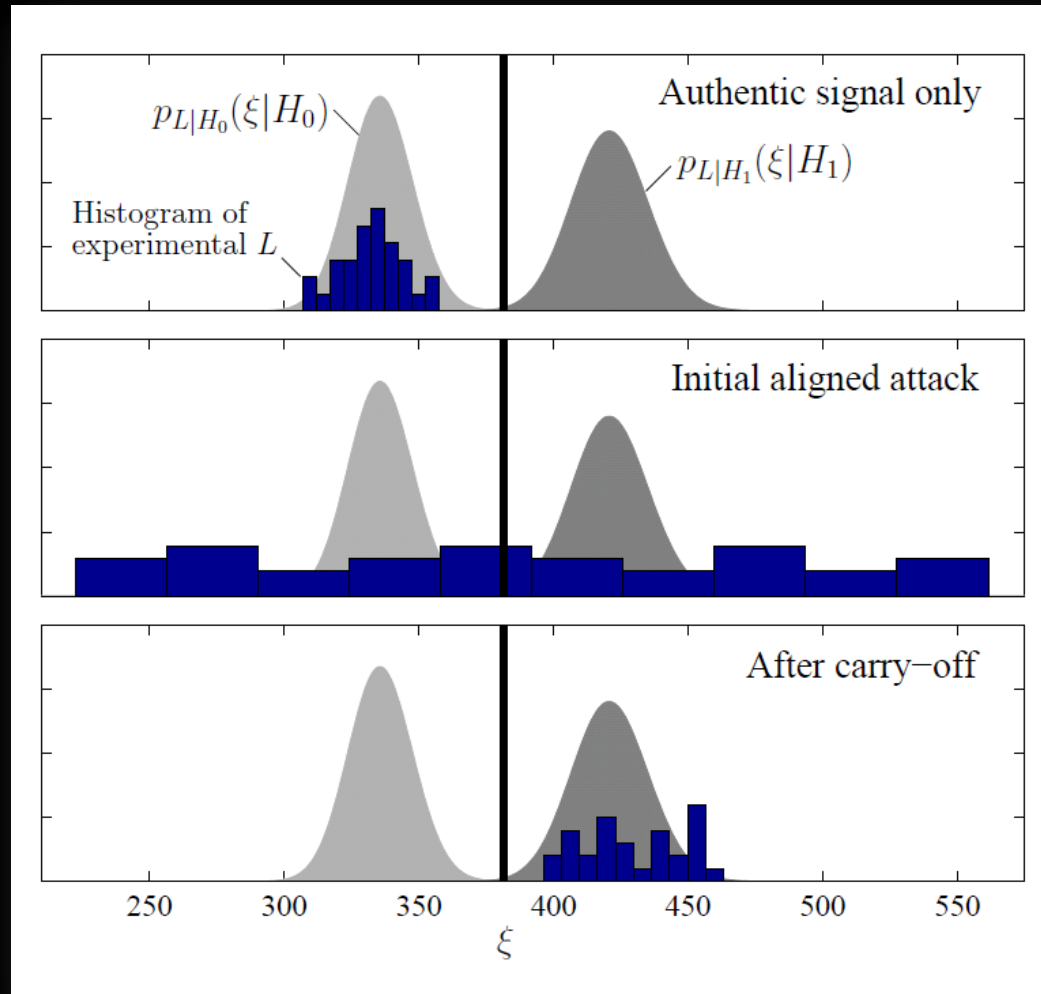 Authentic signal only
p_{L|H_0}(ξ|H_0)
p_{L|H_1}(ξ|H_1)
Histogram of
experimental L
Initial aligned attack
After carry−off
250 300 350 400 450 500 550
ξ